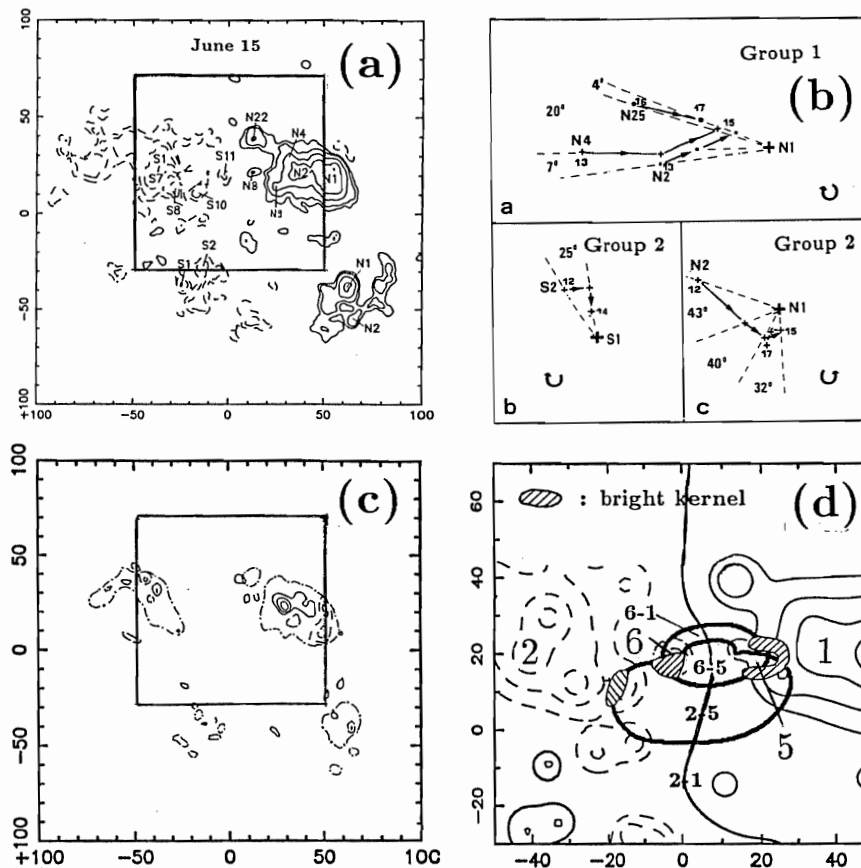 June 15
(a)
100
50
0
-50
+100
N22
N4
S1
S11
S7
N8
N2
N1
S8
S10
N3
S2
S1
N1
N2
+100
-50
0
50
100
Group 1
(b)
4°
20°
16
17
15
N25
N4
13
N1
7°
N2
a
Group 2
25°
S2
12
14
S1
b
Group 2
N2
12
N1
43°
15
17
40°
32°
c
(c)
100
50
0
-50
+100
+100
-50
0
50
(d)
: bright kernel
60
40
20
0
-20
6-1
2
6
6-5
1
2-5
5
2-1
-40
-20
0
20